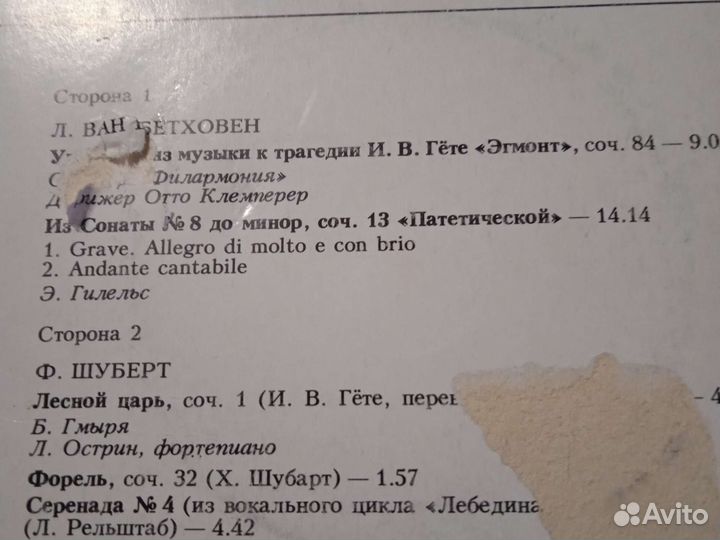 Сторона 1
Л. ВАН БЕТХОВЕН
из музыки к трагедии И. В. Гёте «Эгмонт», соч. 84 — 9.0
Филармония»
Отто Клемперер
Из Сонаты № 8 до минор, соч. 13 «Патетической» — 14.14
1. Grave. Allegro di molto e con brio
2. Andante cantabile
Э. Гилельс
Сторона 2
Ф. ШУБЕРТ
Лесной царь, соч. 1 (И. В. Гёте, — 4
Б. Гмыря
Л. Острин, фортепиано
Форель, соч. 32 (Х. Шубарт) — 1.57
Серенада № 4 (из вокального цикла «Лебедина
(Л. Рельштаб) — 4.42
Avito